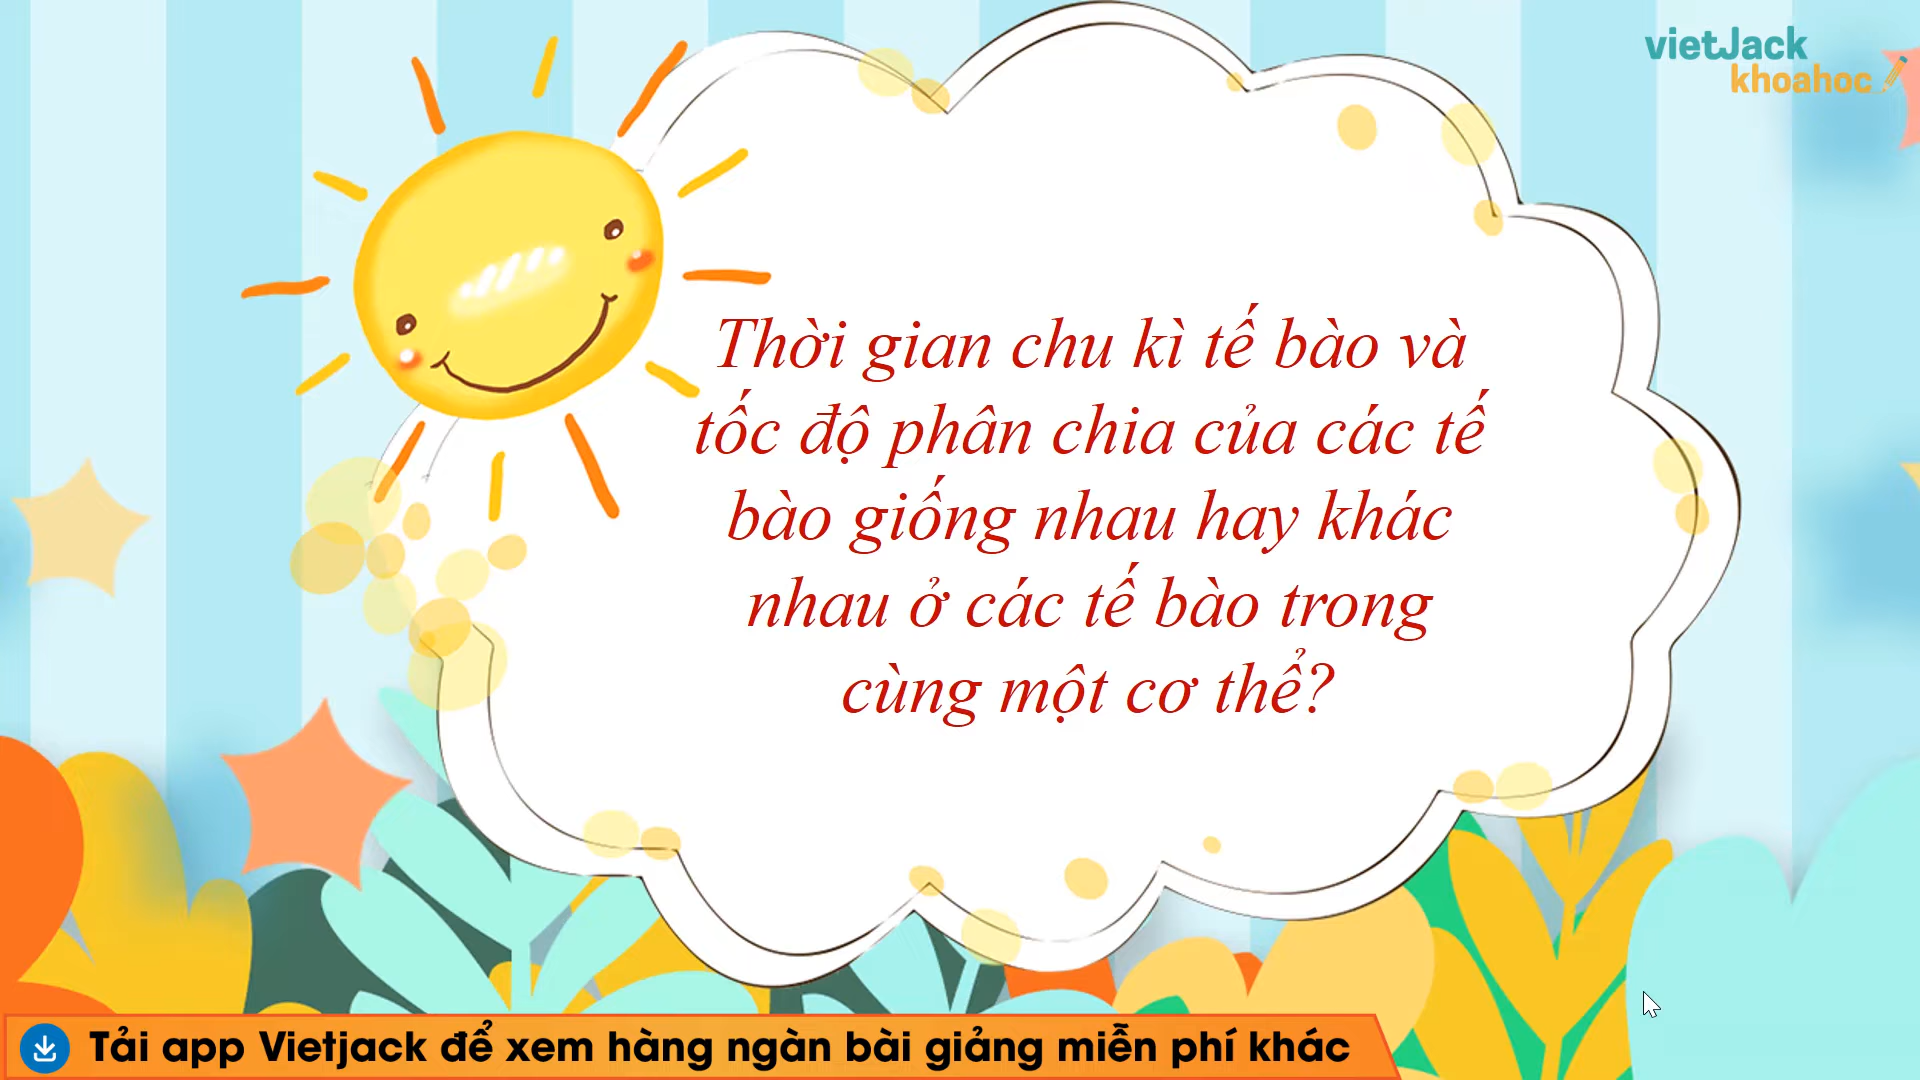 vietJack
khoahoc
Thời gian chu kì tế bào và
tốc độ phân chia của các tế
bào giống nhau hay khác
nhau ở các tế bào trong
cùng một cơ thể?
Tải app Vietjack để xem hàng ngàn bài giảng miễn phí khác